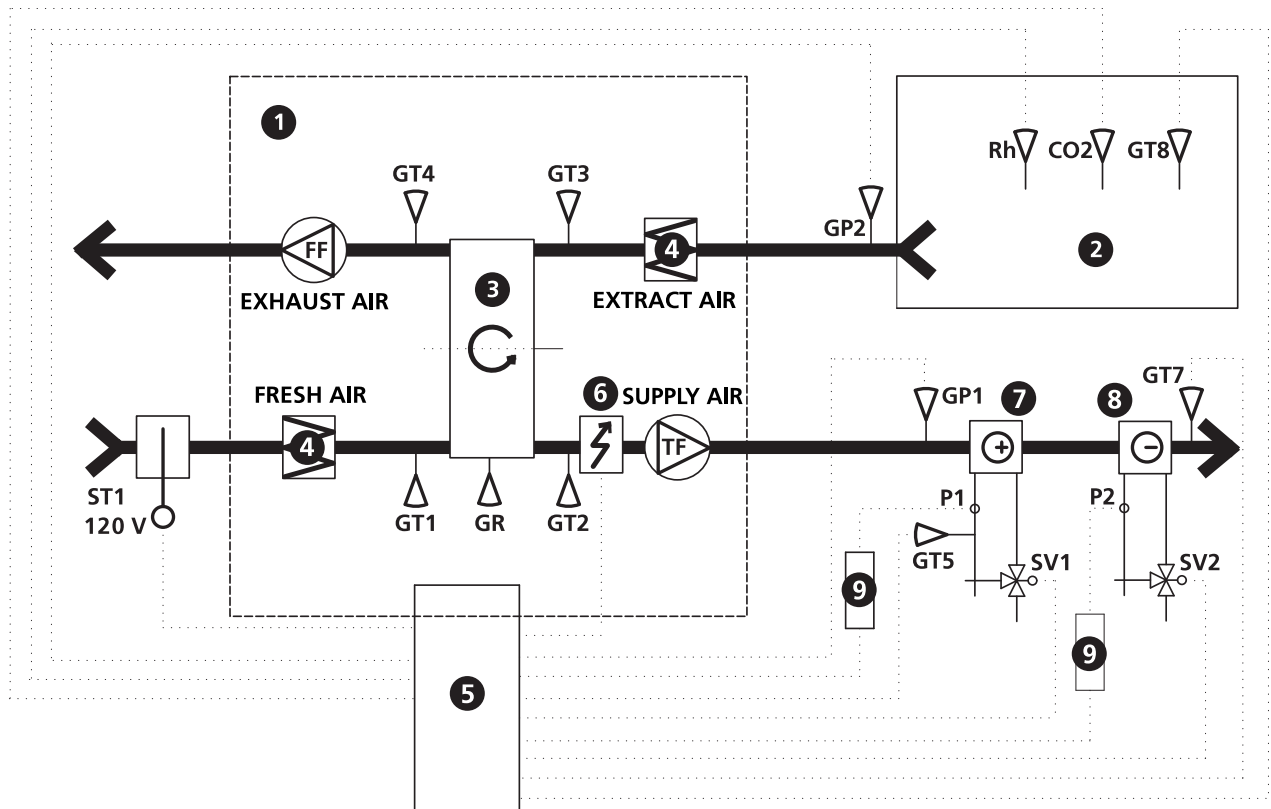 1
Rh CO2 GT8
GT4 GT3
GP2
FF
4
2
3
EXHAUST AIR EXTRACT AIR
FRESH AIR
6 SUPPLY AIR
GP1 7 8 GT7
4
TF
ST1
120 V
GT1 GR GT2
P1 P2
GT5 SV1 SV2
9
9
5